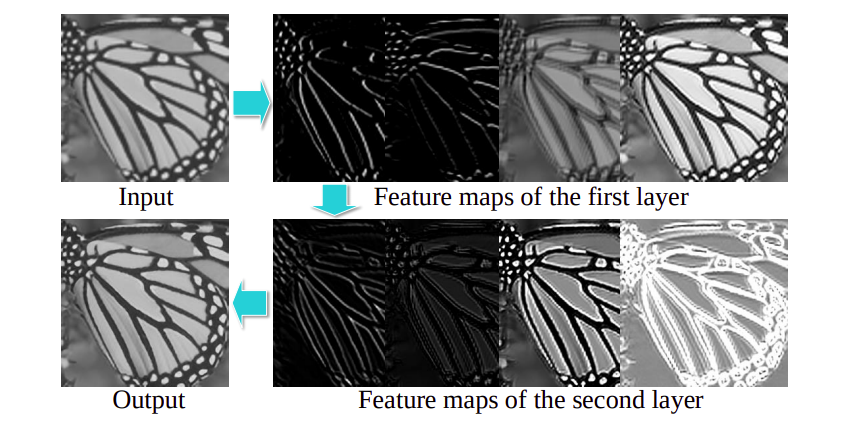 Input
Feature maps of the first layer
Output
Feature maps of the second layer